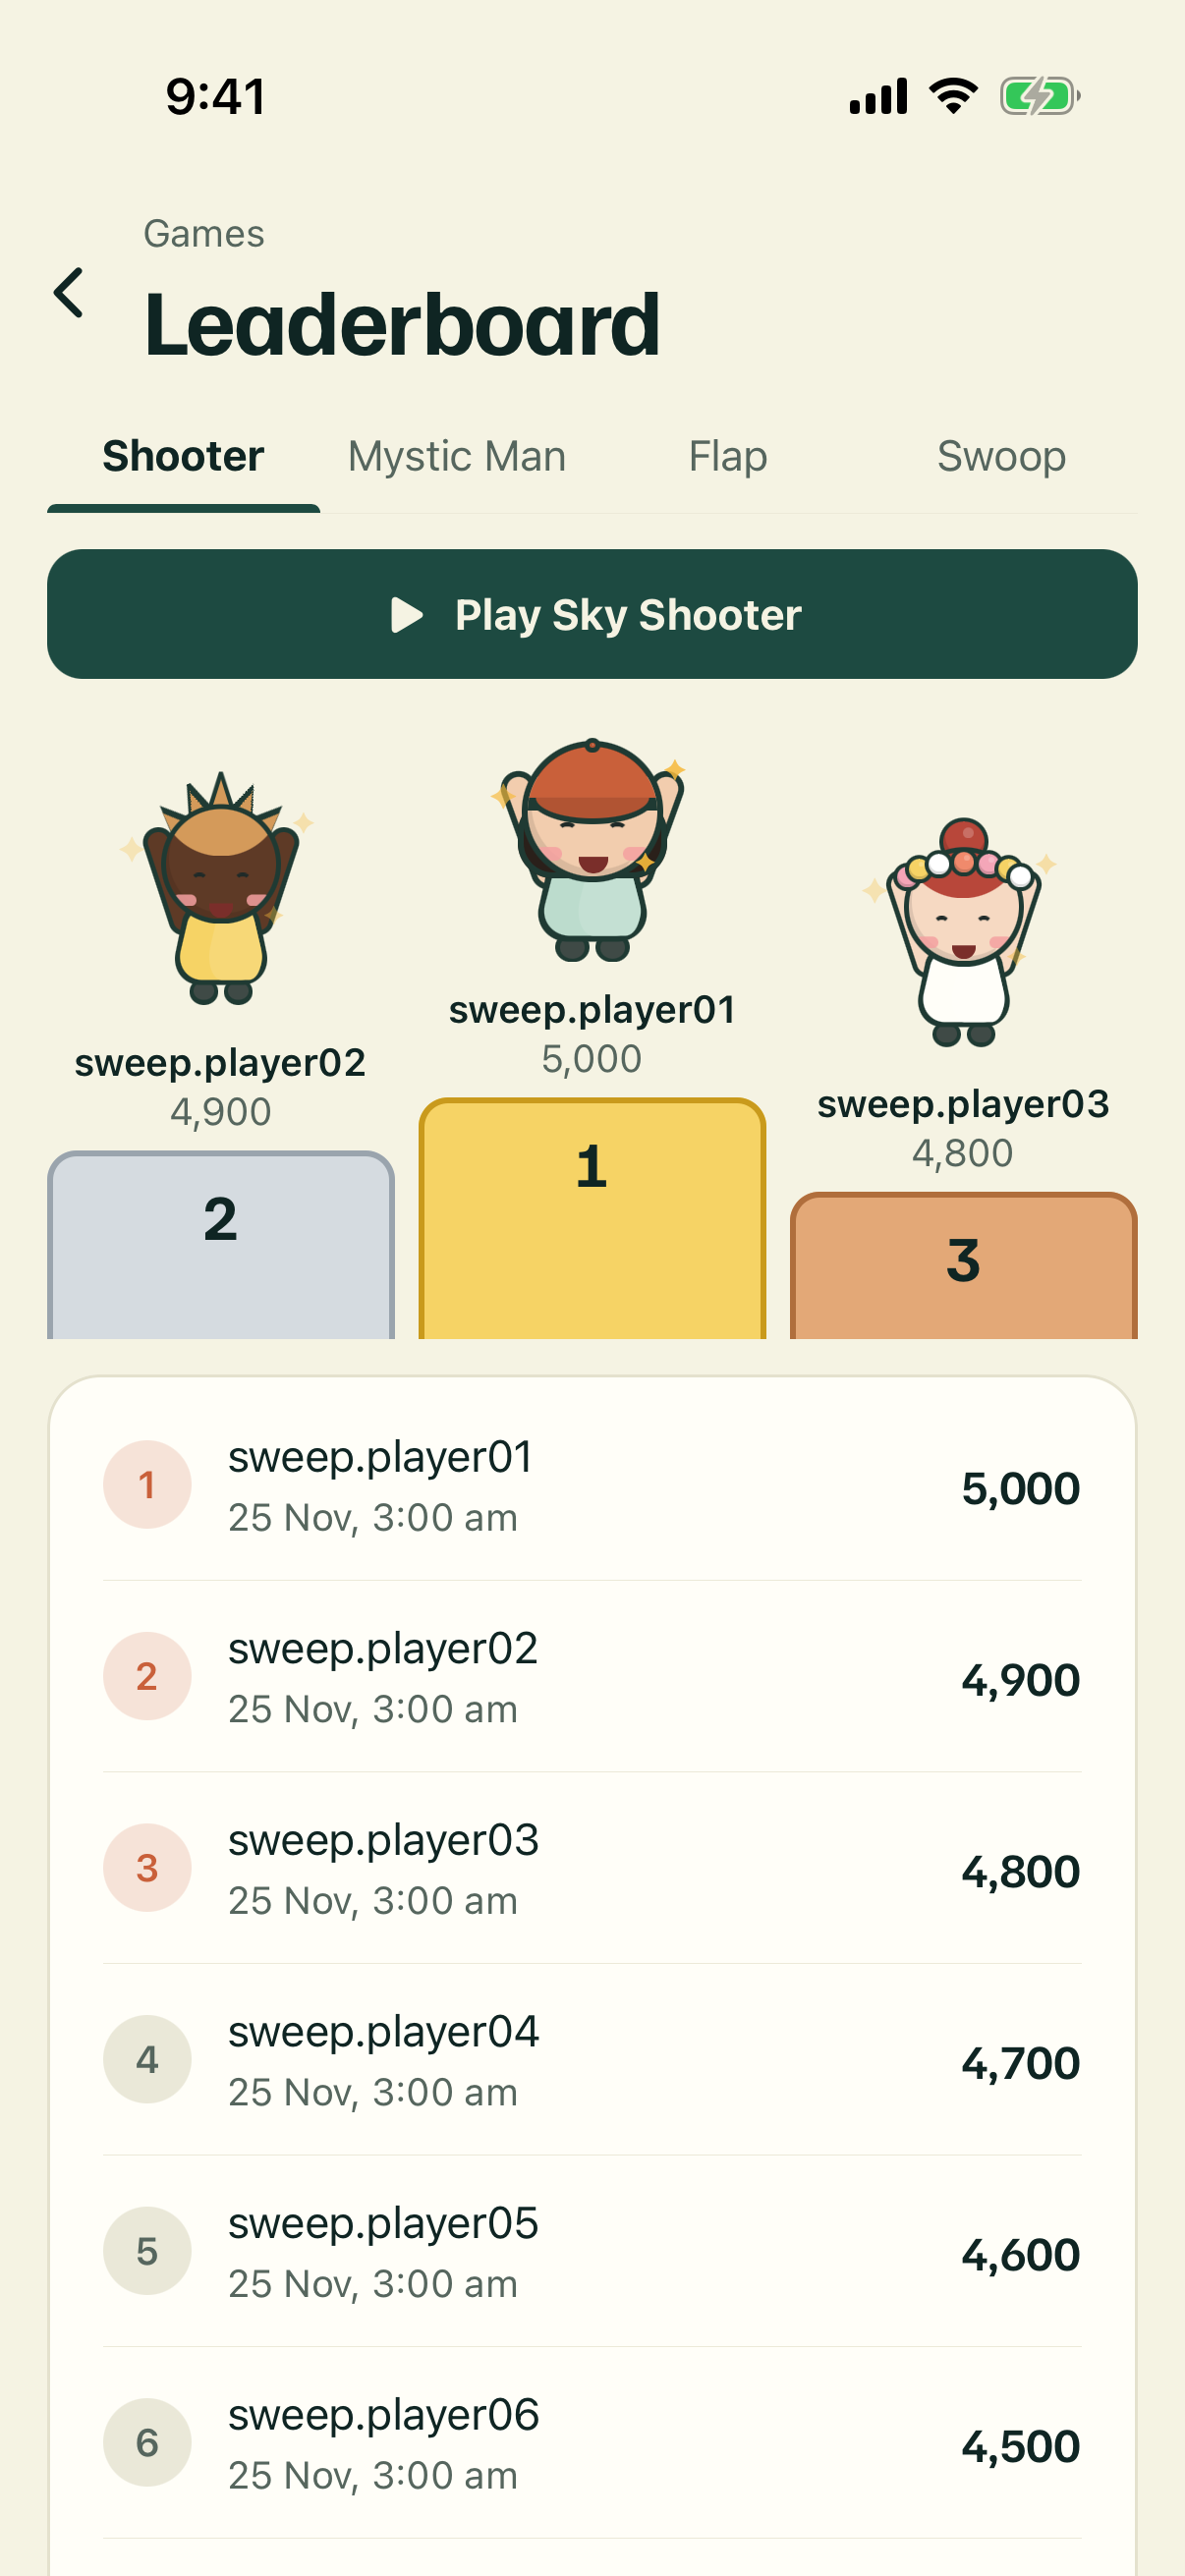 9:41
Games
Leaderboard
Shooter Mystic Man Flap Swoop
Play Sky Shooter
sweep.player01
5,000
sweep.player02
4,900
sweep.player03
4,800
2
1
3
1
sweep.player01
25 Nov, 3:00 am
5,000
2
sweep.player02
25 Nov, 3:00 am
4,900
3
sweep.player03
25 Nov, 3:00 am
4,800
4
sweep.player04
25 Nov, 3:00 am
4,700
5
sweep.player05
25 Nov, 3:00 am
4,600
6
sweep.player06
25 Nov, 3:00 am
4,500